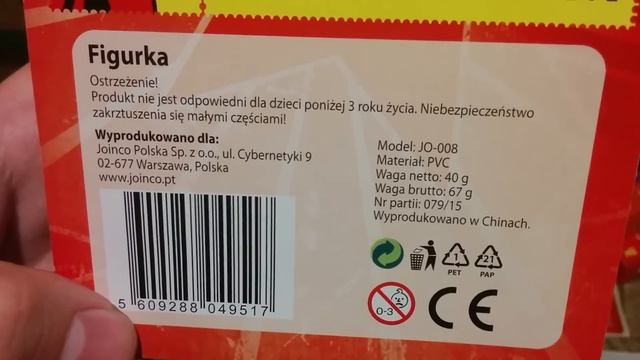 Figurka
Ostrzeżenie!
Produkt nie jest odpowiedni dla dzieci poniżej 3 roku życia. Niebezpieczeństwo
zakrztuszenia się małymi częściami!
Wyprodukowano dla:
Joinco Polska Sp. z o.o., ul. Cybernetyki 9
02-677 Warszawa, Polska
www.joinco.pt
Model: JO-008
Materiał: PVC
Waga netto: 40 g
Waga brutto: 67 g
Nr partii: 079/15
Wyprodukowano w Chinach.
1
PET
21
PAP
0-3
CE
5 609288 049517